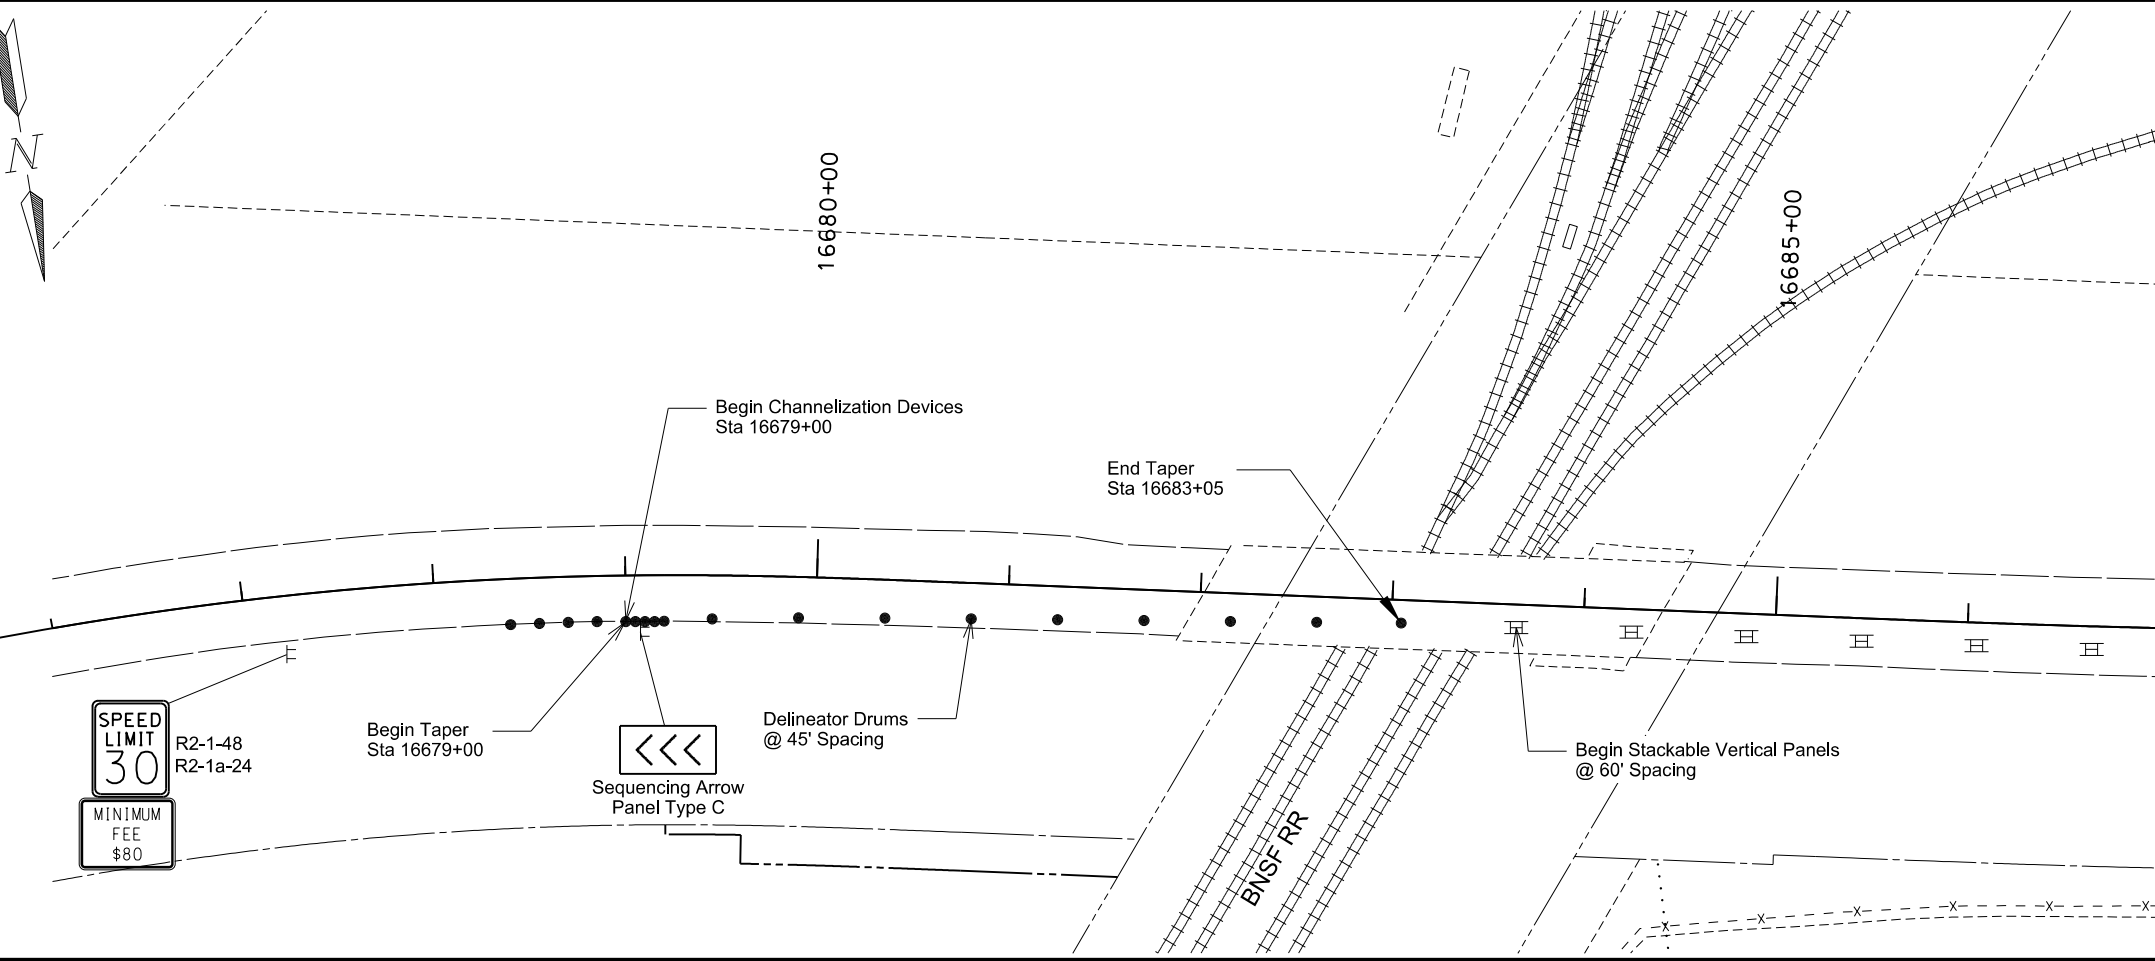 N
16680+00
16685+00
Begin Channelization Devices
Sta 16679+00
End Taper
Sta 16683+05
SPEED
LIMIT
30
R2-1-48
R2-1a-24
MINIMUM
FEE
$80
Begin Taper
Sta 16679+00
Sequencing Arrow
Panel Type C
Delineator Drums
@ 45' Spacing
Begin Stackable Vertical Panels
@ 60' Spacing
BNSF RR